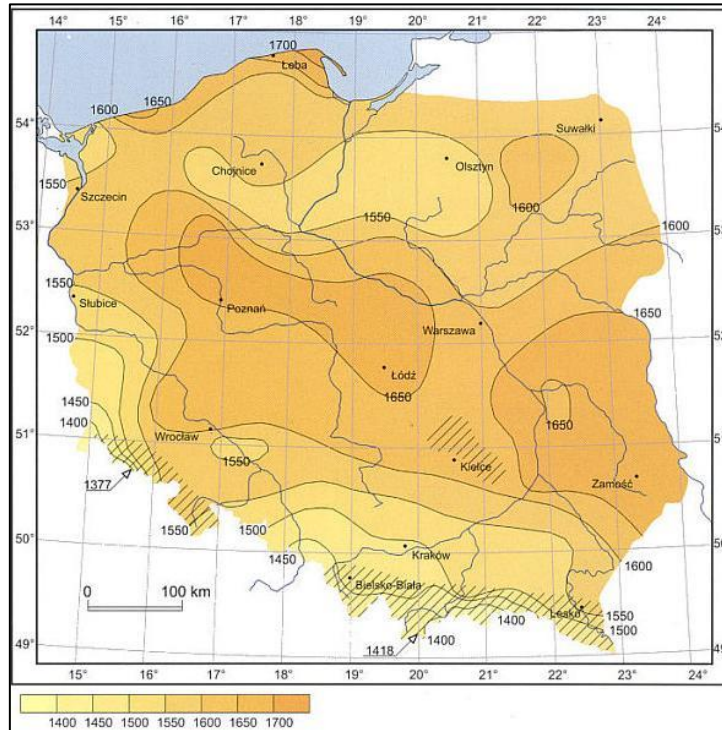 14° 15° 16° 17° 18° 19° 20° 21° 22° 23° 24°
1700
Łeba
1600 1650
54°
Suwałki
Chojnice
Olsztyn
1550
Szczecin
1600
53°
1550
1600
1550
Słubice
Poznań
1650
Warszawa
52°
1500
Łódź
1450
1650
1650
1400
51°
Wrocław
1550
Kielce
1377
Zamość
1550
1500
50°
Kraków
1450
1600
0 100 km
Bielsko-Biała
Lesko
1550
1400
1400
1500
49°
1418
15° 16° 17° 18° 19° 20° 21° 22° 23°
1400 1450 1500 1550 1600 1650 1700